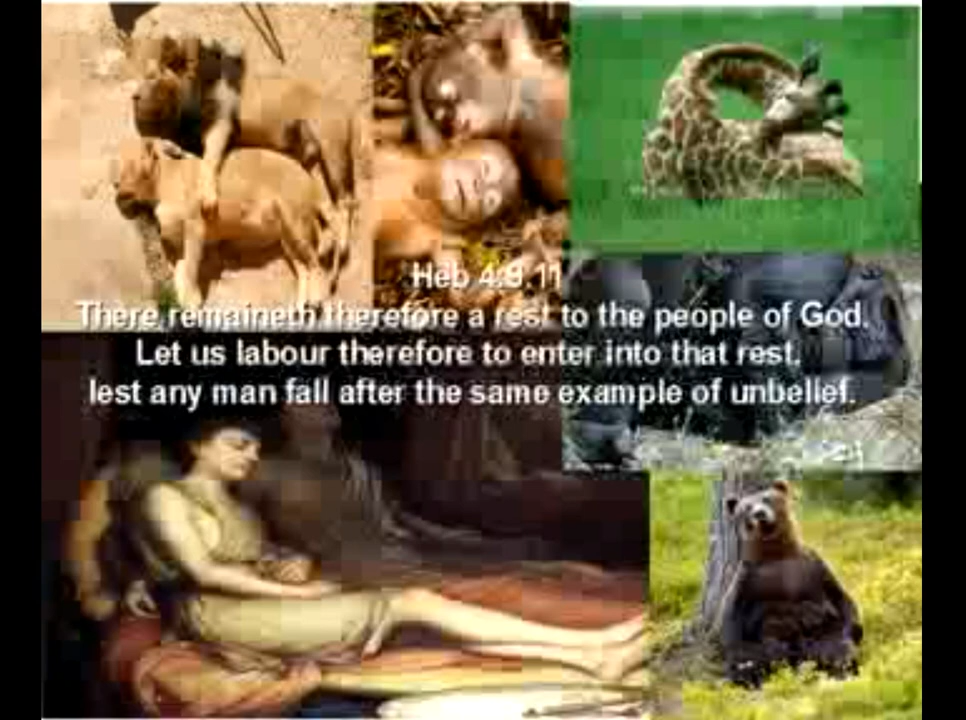 Heb 4:9.11
There remaineth therefore a rest to the people of God.
Let us labour therefore to enter into that rest,
lest any man fall after the same example of unbelief.